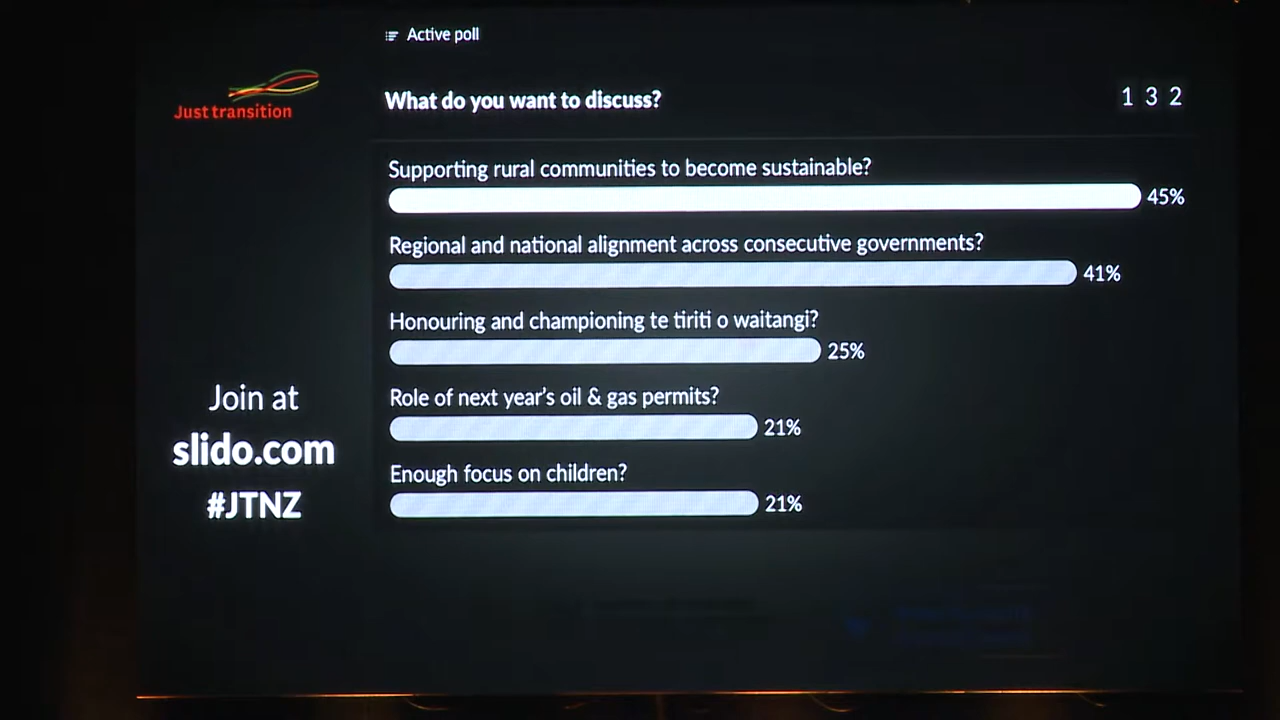 Active poll
Just transition
What do you want to discuss?
1 3 2
Supporting rural communities to become sustainable?
45%
Regional and national alignment across consecutive governments?
41%
Honouring and championing te tiriti o waitangi?
25%
Role of next year's oil & gas permits?
21%
Enough focus on children?
21%
Join at
slido.com
#JTNZ